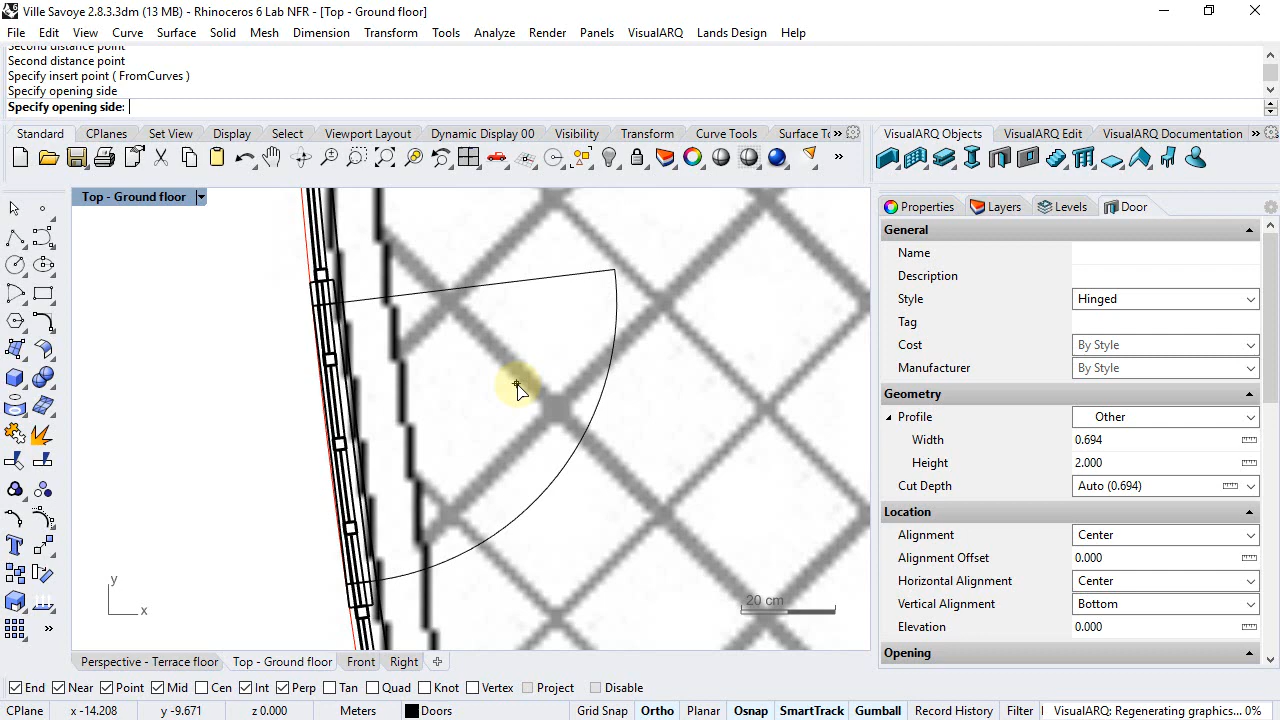 Ville Savoye 2.8.3.3dm (13 MB) - Rhinoceros 6 Lab NFR - [Top - Ground floor]
File Edit View Curve Surface Solid Mesh Dimension Transform Tools Analyze Render Panels VisualARQ Lands Design Help
Second distance point
Second distance point
Specify insert point ( FromCurves )
Specify opening side
Specify opening side:
Standard CPlanes Set View Display Select Viewport Layout Dynamic Display 00 Visibility Transform Curve Tools Surface To »
VisualARQ Objects VisualARQ Edit VisualARQ Documentation »
Top - Ground floor
Properties Layers Levels Door
General
Name
Description
Style Hinged
Tag
Cost By Style
Manufacturer By Style
Geometry
Profile Other
Width 0.694
Height 2.000
Cut Depth Auto (0.694)
Location
Alignment Center
Alignment Offset 0.000
Horizontal Alignment Center
Vertical Alignment Bottom
Elevation 0.000
Opening
y
x
20 cm
Perspective - Terrace floor Top - Ground floor Front Right
End Near Point Mid Cen Int Perp Tan Quad Knot Vertex Project Disable
CPlane x -14.208 y -9.671 z 0.000 Meters Doors Grid Snap Ortho Planar Osnap SmartTrack Gumball Record History Filter VisualARQ: Regenerating graphics... 0%